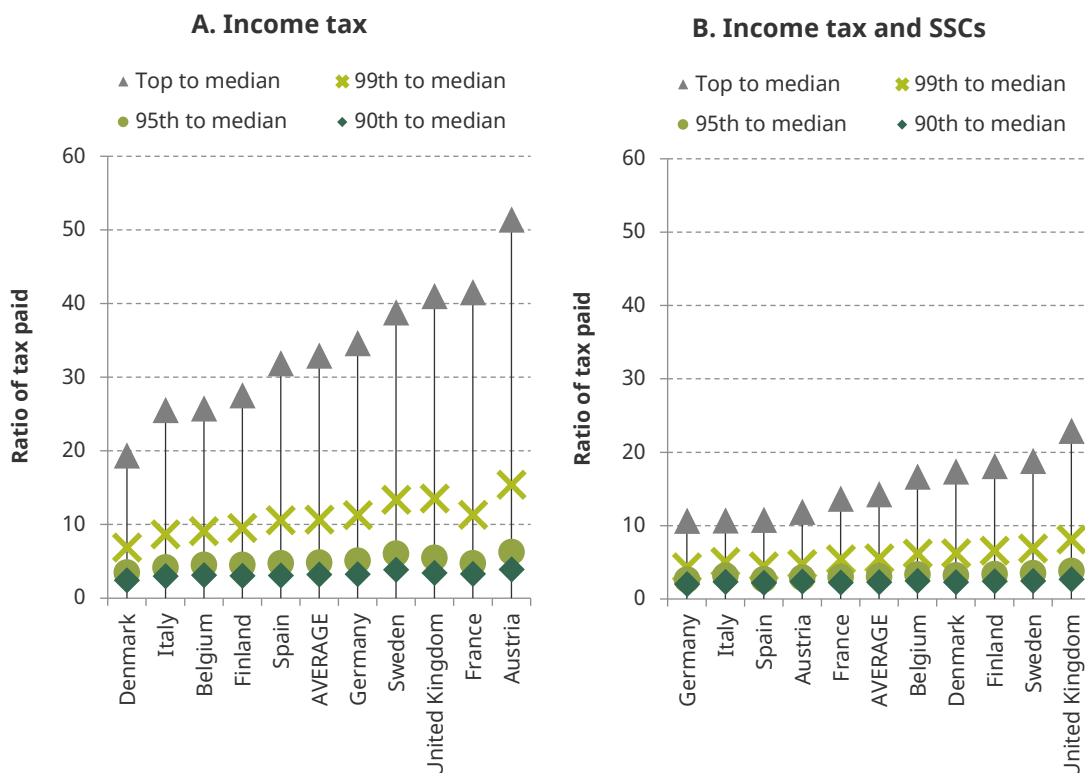 A. Income tax
Top to median
99th to median
95th to median
90th to median
Ratio of tax paid
60
50
40
30
20
10
0
Denmark
Italy
Belgium
Finland
Spain
AVERAGE
Germany
Sweden
United Kingdom
France
Austria
B. Income tax and SSCs
Top to median
99th to median
95th to median
90th to median
Ratio of tax paid
60
50
40
30
20
10
0
Germany
Italy
Spain
Austria
France
AVERAGE
Belgium
Denmark
Finland
Sweden
United Kingdom